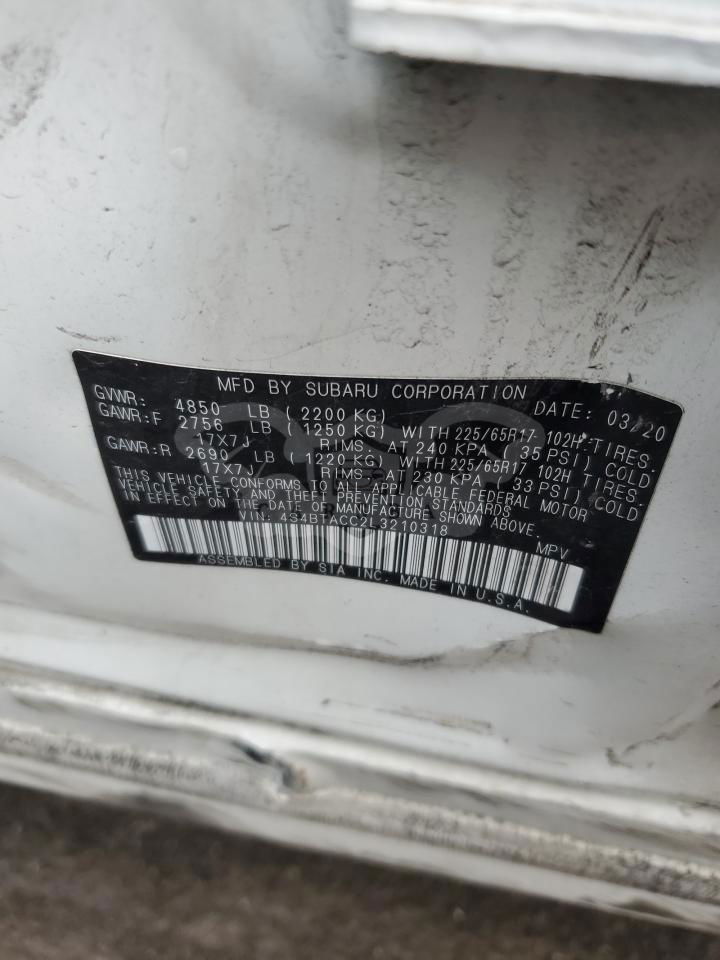 MFD BY SUBARU CORPORATION DATE: 03/20
GVWR: 4850 LB (2200 KG)
GAWR:F 2756 LB (1250 KG) WITH 225/65R17 102H TIRES.
17X7J RIMS. AT 240 KPA ( 35 PSI) COLD
GAWR:R 2690 LB (1220 KG) WITH 225/65R17 102H TIRES.
17X7J RIMS. AT 230 KPA ( 33 PSI) COLD
THIS VEHICLE CONFORMS TO ALL APPLICABLE FEDERAL MOTOR
VEHICLE SAFETY AND THEFT PREVENTION STANDARDS
IN EFFECT ON THE DATE OF MANUFACTURE SHOWN ABOVE.
VIN: 4S4BTACC2L3210318 MPV
ASSEMBLED BY SIA INC. MADE IN U.S.A.